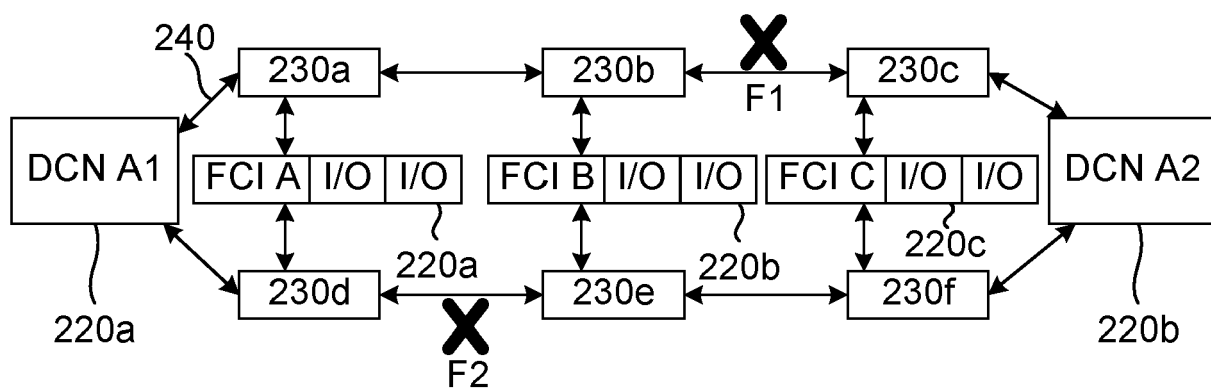 240
230a
230b
230c
F1
DCN A1
FCI A I/O I/O
FCI B I/O I/O
FCI C I/O I/O
DCN A2
220a
220b
220c
230d
230e
230f
220a
220b
F2